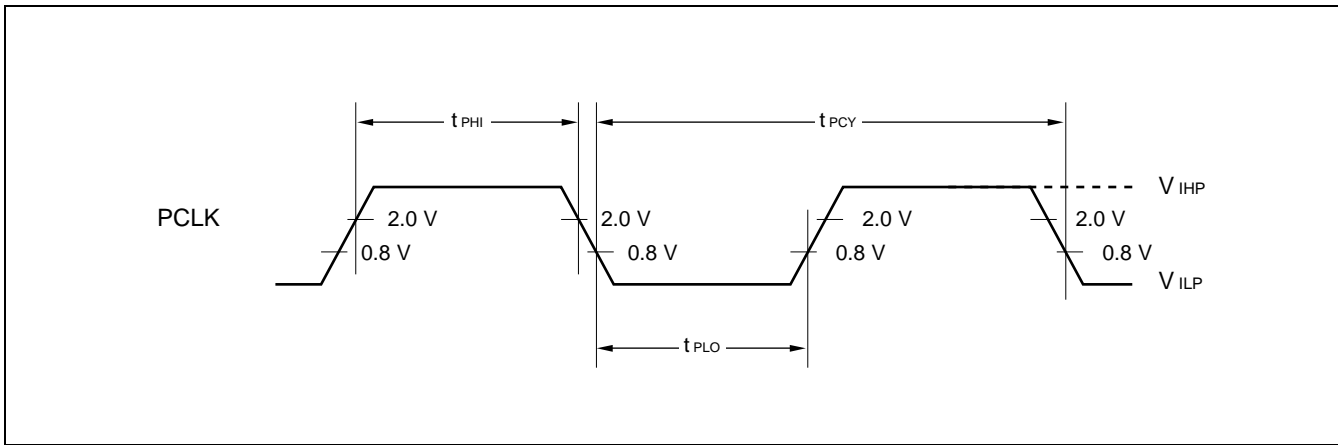 t PHI
t PCY
V IHP
PCLK
2.0 V
2.0 V
2.0 V
2.0 V
0.8 V
0.8 V
0.8 V
0.8 V
V ILP
t PLO